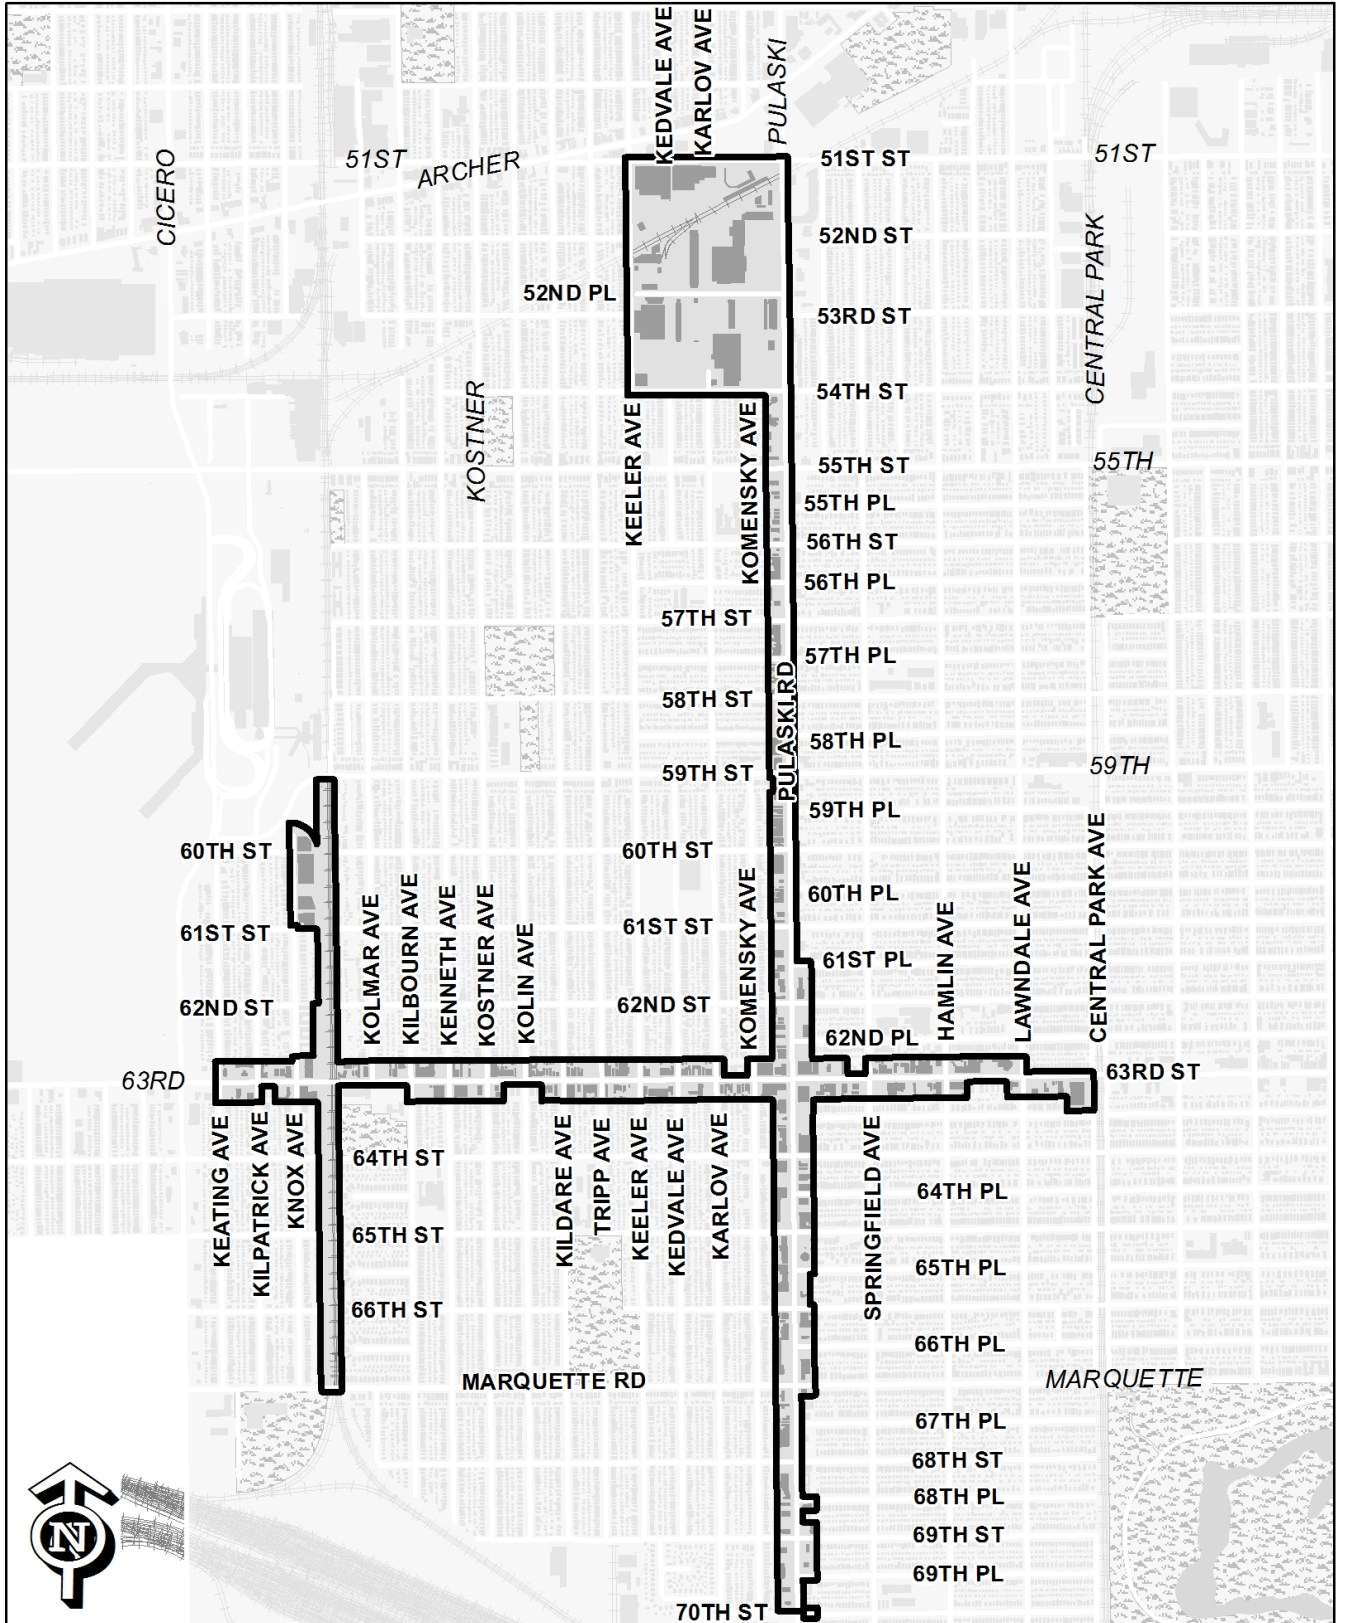 KEDVALE AVE
KARLOV AVE
PULASKI
CICERO
51ST
ARCHER
51ST ST
51ST
52ND ST
CENTRAL PARK
52ND PL
53RD ST
KOSTNER
54TH ST
KEELER AVE
KOMENSKY AVE
55TH ST
55TH
55TH PL
56TH ST
56TH PL
57TH ST
57TH PL
PULASKI RD
58TH ST
58TH PL
59TH ST
59TH
59TH PL
60TH ST
60TH ST
60TH PL
KOLMAR AVE
KILBOURN AVE
KENNETH AVE
KOSTNER AVE
KOLIN AVE
KOMENSKY AVE
HAMLIN AVE
LAWNDALE AVE
CENTRAL PARK AVE
61ST ST
61ST ST
61ST PL
62ND ST
62ND ST
62ND PL
63RD
63RD ST
KEATING AVE
KILPATRICK AVE
KNOX AVE
64TH ST
KILDARE AVE
TRIPP AVE
KEELER AVE
KEDVALE AVE
KARLOV AVE
SPRINGFIELD AVE
64TH PL
65TH ST
65TH PL
66TH ST
66TH PL
MARQUETTE RD
MARQUETTE
67TH PL
68TH ST
68TH PL
69TH ST
69TH PL
70TH ST
N